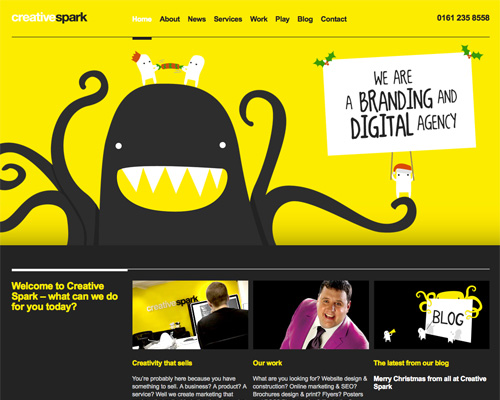 creativespark
Home About News Services Work Play Blog Contact
0161 235 8558
WE ARE
A BRANDING AND
DIGITAL AGENCY
Welcome to Creative
Spark – what can we do
for you today?
creativespark
BLOG
Creativity that sells
You're probably here because you have
something to sell. A business? A product? A
service? Well we create marketing that
Our work
What are you looking for? Website design &
construction? Online marketing & SEO?
Brochures design & print? Flyers? Posters
The latest from our blog
Merry Christmas from all at Creative
Spark